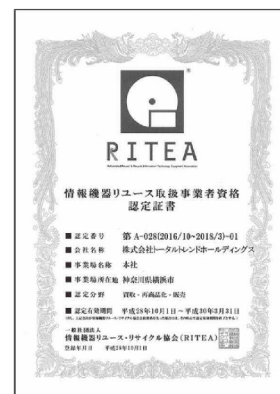 RITEA
情報機器リユース取扱事業者資格
認定証書
■ 認定番号 第 A-028(2016/10~2018/3)-01
■ 会社名称 株式会社トータルトレンドホールディングス
■ 事業場名称 本社
■ 事業場所在地 神奈川県横浜市
■ 認定分野 買取・再商品化・販売
■ 認定有効期間 平成28年10月1日～平成30年3月31日
一般社団法人
情報機器リユース・リサイクル協会(RITEA)
登録年月日 平成28年10月1日